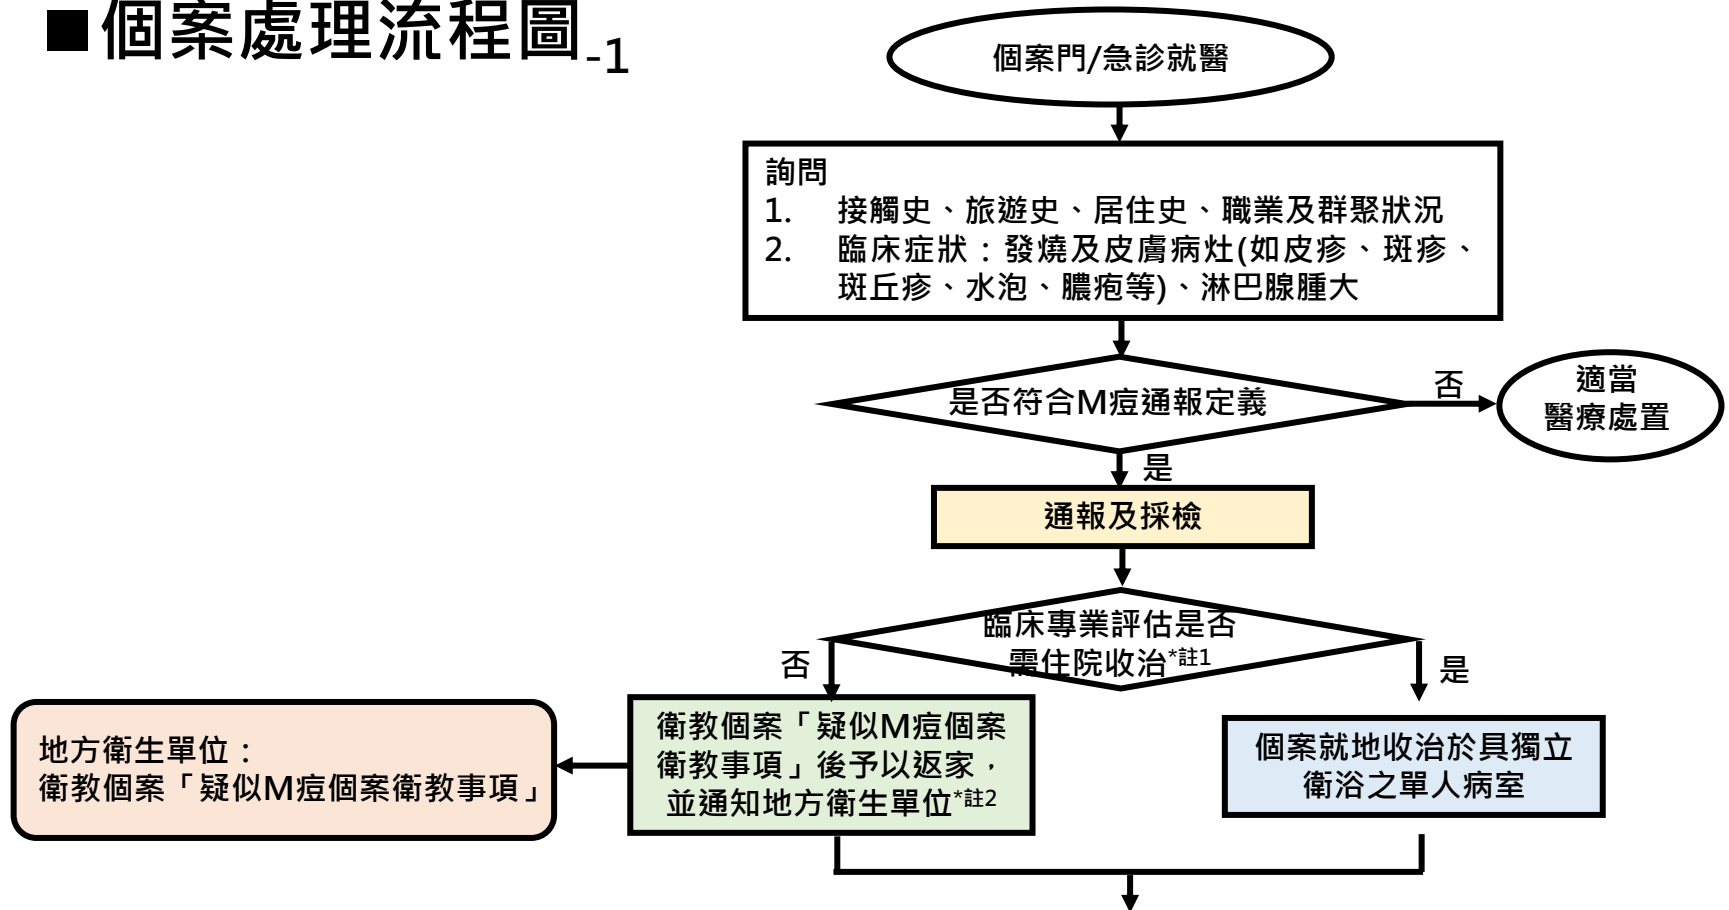 ■個案處理流程圖-1
個案門/急診就醫
詢問
1. 接觸史、旅遊史、居住史、職業及群聚狀況
2. 臨床症狀：發燒及皮膚病灶(如皮疹、斑疹、
斑丘疹、水泡、膿疱等)、淋巴腺腫大
是否符合M痘通報定義
否
適當
醫療處置
是
通報及採檢
臨床專業評估是否
需住院收治*註1
否
是
衛教個案「疑似M痘個案
衛教事項」後予以返家，
並通知地方衛生單位*註2
地方衛生單位：
衛教個案「疑似M痘個案衛教事項」
個案就地收治於具獨立
衛浴之單人病室